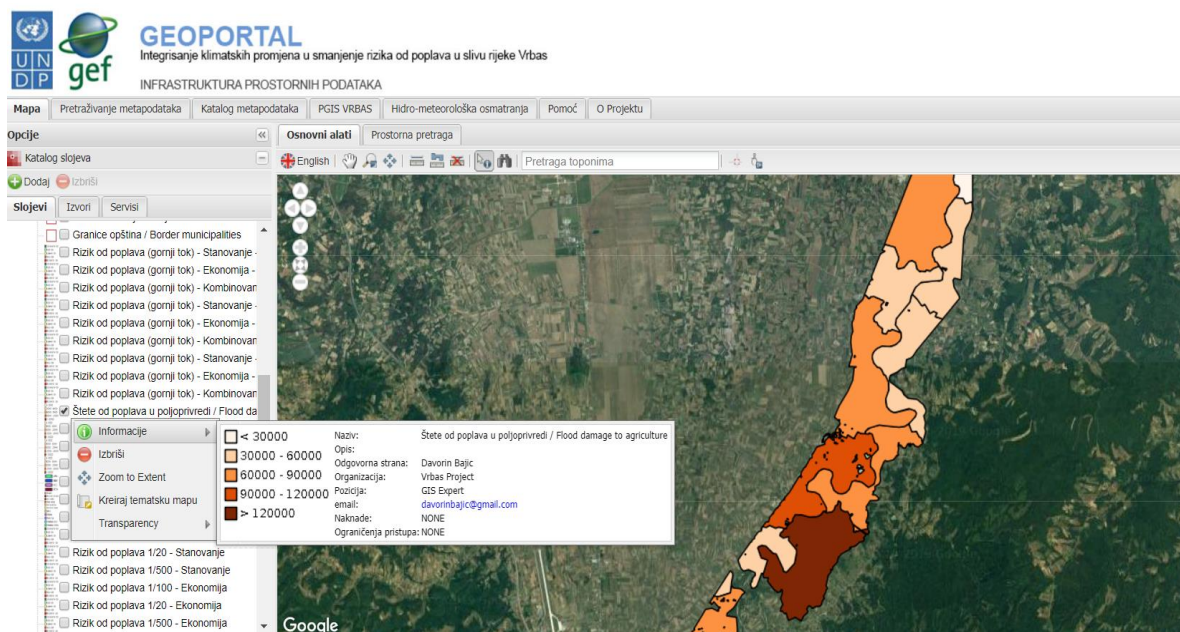 UNDP
gef
GEOPORTAL
Integrisanje klimatskih promjena u smanjenje rizika od poplava u slivu rijeke Vrbas
INFRASTRUKTURA PROSTORNIH PODATAKA
Mapa Pretraživanje metapodataka Katalog metapodataka PGIS VRBAS Hidro-meteorološka osmatranja Pomoć O Projektu
Opcije
Osnovni alati Prostorna pretraga
Katalog slojeva
English Pretraga toponima
Dodaj Izbriši
Slojevi Izvori Servisi
Granice opština / Border municipalities
Rizik od poplava (gornji tok) - Stanovanje -
Rizik od poplava (gornji tok) - Ekonomija -
Rizik od poplava (gornji tok) - Kombinovan
Rizik od poplava (gornji tok) - Stanovanje -
Rizik od poplava (gornji tok) - Ekonomija -
Rizik od poplava (gornji tok) - Kombinovan
Rizik od poplava (gornji tok) - Stanovanje -
Rizik od poplava (gornji tok) - Ekonomija -
Rizik od poplava (gornji tok) - Kombinovan
Štete od poplava u poljoprivredi / Flood da
Informacije
Izbriši
Zoom to Extent
Kreiraj tematsku mapu
Transparency
< 30000
30000 - 60000
60000 - 90000
90000 - 120000
> 120000
Naziv: Štete od poplava u poljoprivredi / Flood damage to agriculture
Opis:
Odgovorna strana: Davorin Bajic
Organizacija: Vrbas Project
Pozicija: GIS Expert
email: davorinbajic@gmail.com
Naknade: NONE
Ograničenja pristupa: NONE
Rizik od poplava 1/20 - Stanovanje
Rizik od poplava 1/500 - Stanovanje
Rizik od poplava 1/100 - Ekonomija
Rizik od poplava 1/20 - Ekonomija
Rizik od poplava 1/500 - Ekonomija
Google